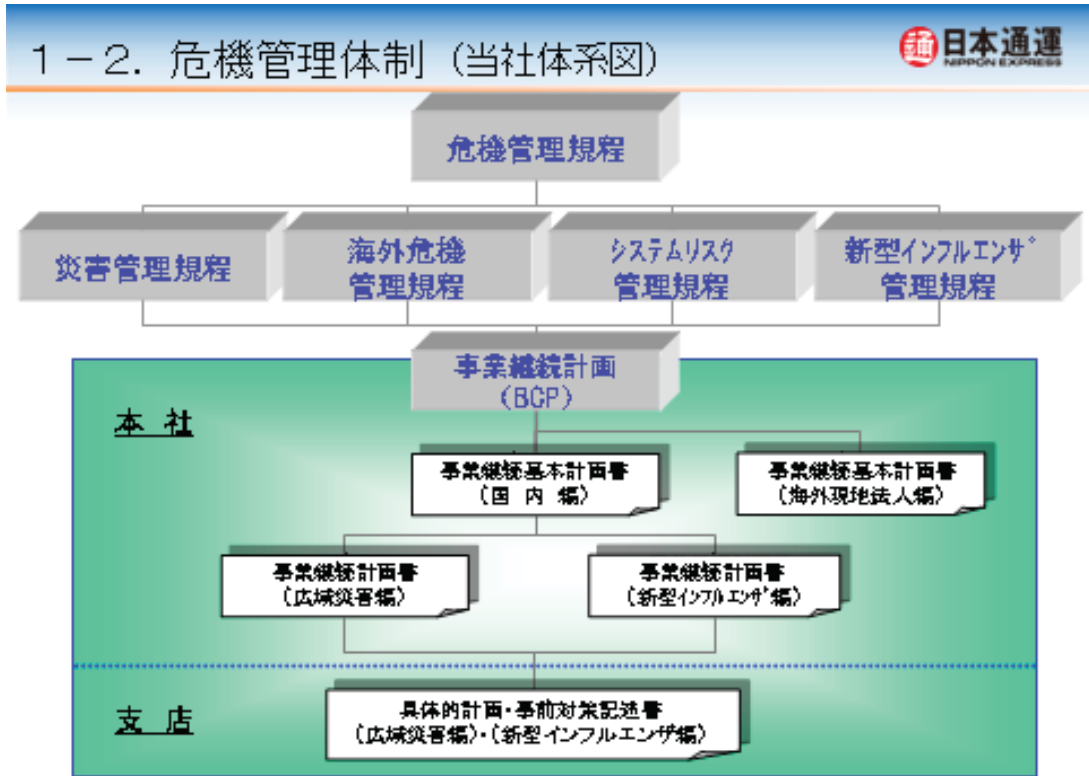 1-2. 危機管理体制（当社体系図）
通 日本通運
NIPPON EXPRESS
危機管理規程
災害管理規程
海外危機
管理規程
システムリスク
管理規程
新型インフルエンザ
管理規程
事業継続計画
(BCP)
本社
事業継続基本計画書
（国内編）
事業継続基本計画書
（海外現地法人編）
事業継続計画書
（広域災害編）
事業継続計画書
（新型インフルエンザ編）
支店
具体的計画・事前対策記述書
（広域災害編）・（新型インフルエンザ編）